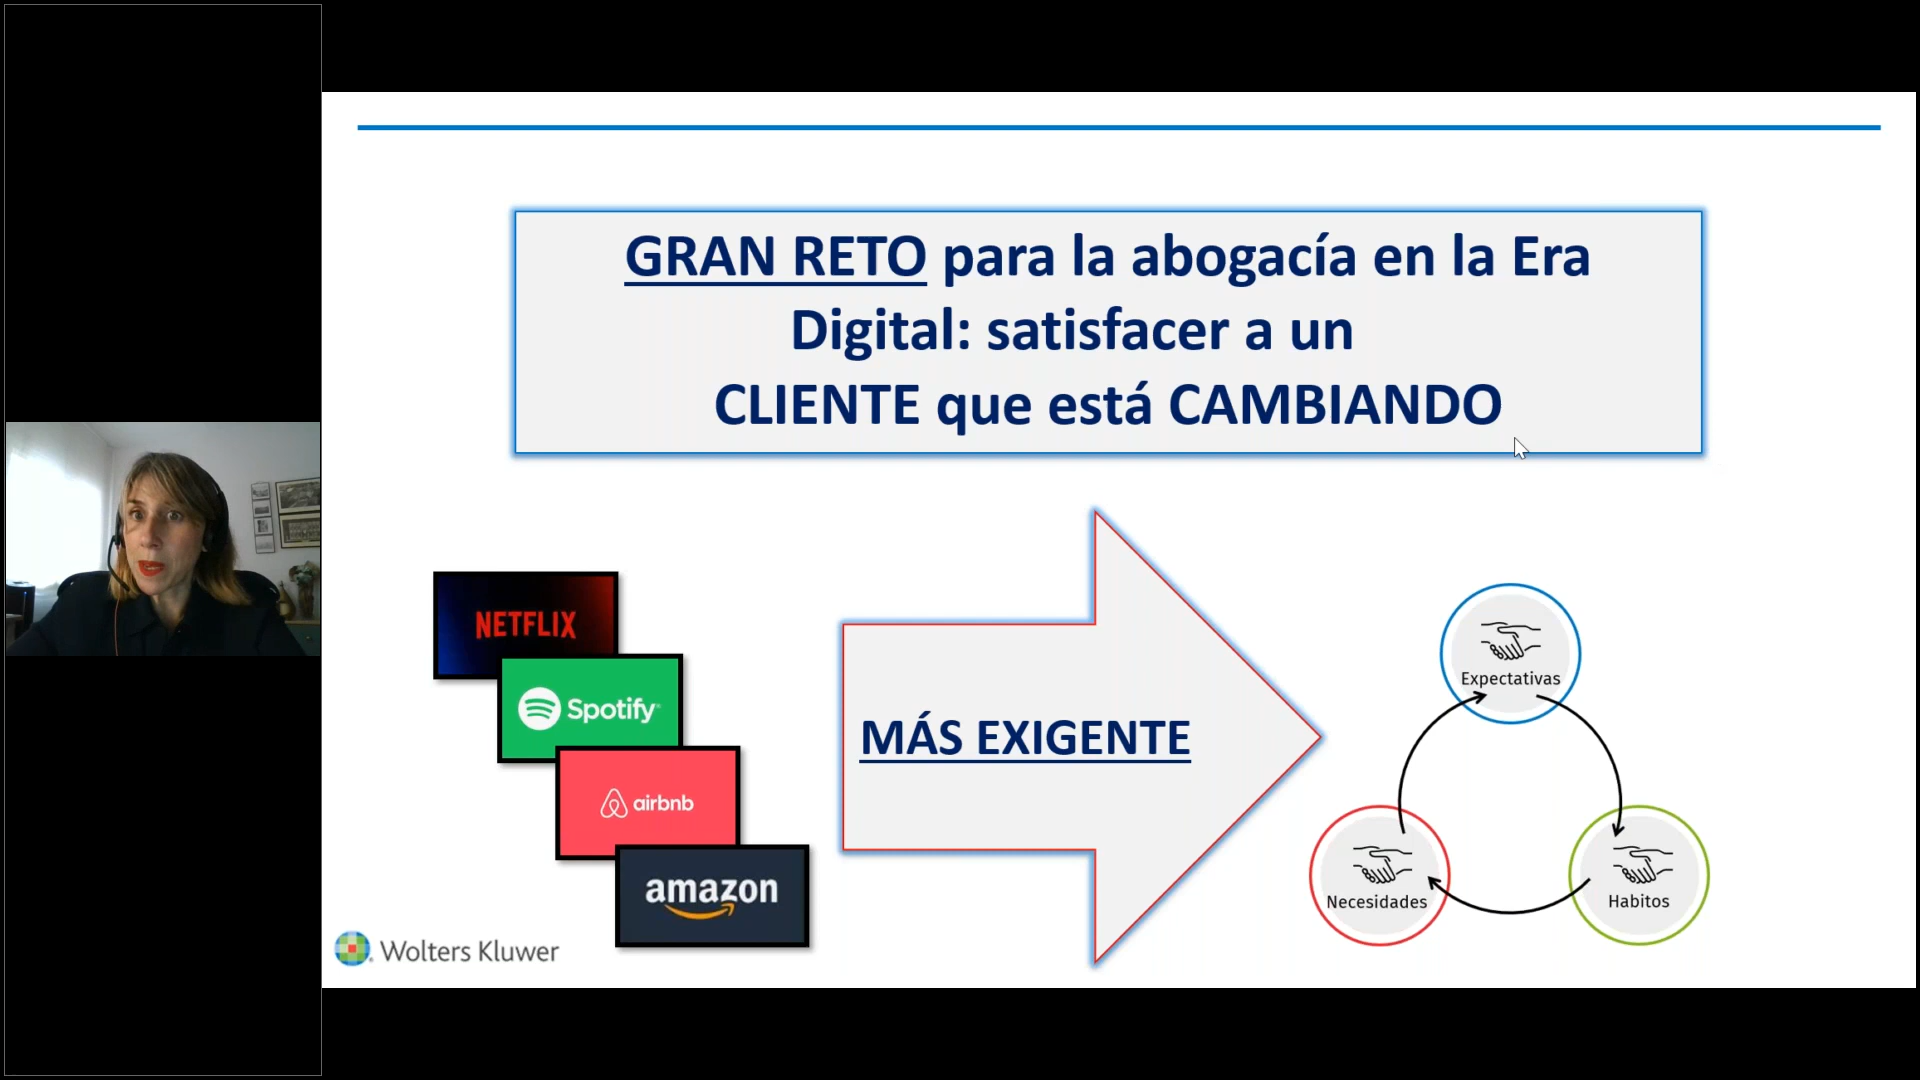 GRAN RETO para la abogacía en la Era
Digital: satisfacer a un
CLIENTE que está CAMBIANDO
NETFLIX
Spotify
airbnb
amazon
MÁS EXIGENTE
Expectativas
Necesidades
Habitos
Wolters Kluwer